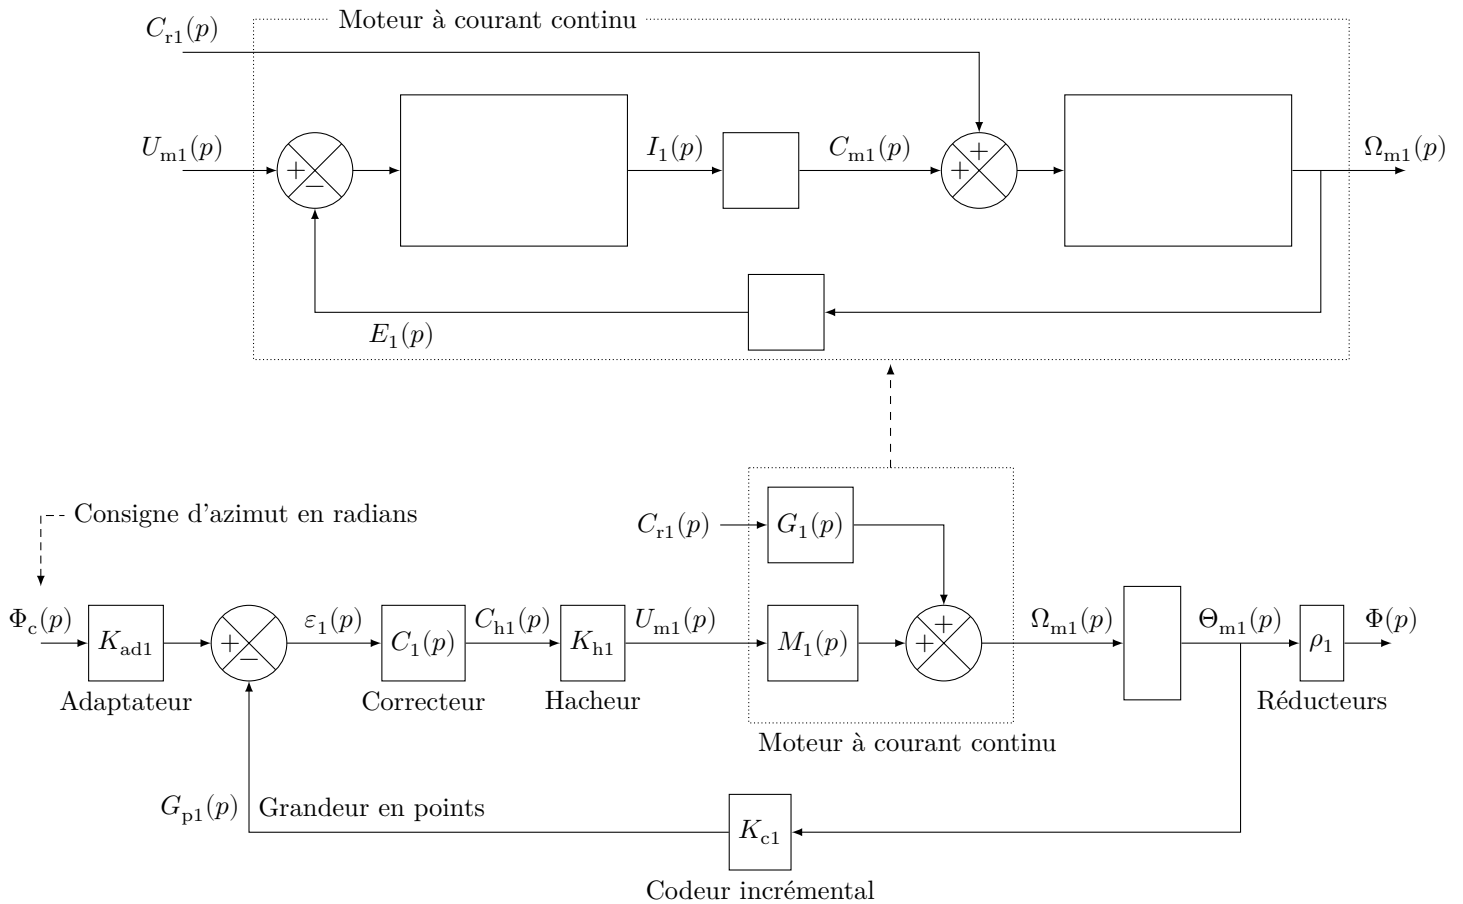 Moteur à courant continu
C_r1(p)
U_m1(p)
+
−
I_1(p)
C_m1(p)
+
+
Ω_m1(p)
E_1(p)
Consigne d'azimut en radians
C_r1(p)
G_1(p)
Φ_c(p)
K_ad1
+
−
ε_1(p)
C_1(p)
C_h1(p)
K_h1
U_m1(p)
M_1(p)
+
+
Ω_m1(p)
Θ_m1(p)
ρ_1
Φ(p)
Adaptateur
Correcteur
Hacheur
Réducteurs
Moteur à courant continu
G_p1(p)
Grandeur en points
K_c1
Codeur incrémental